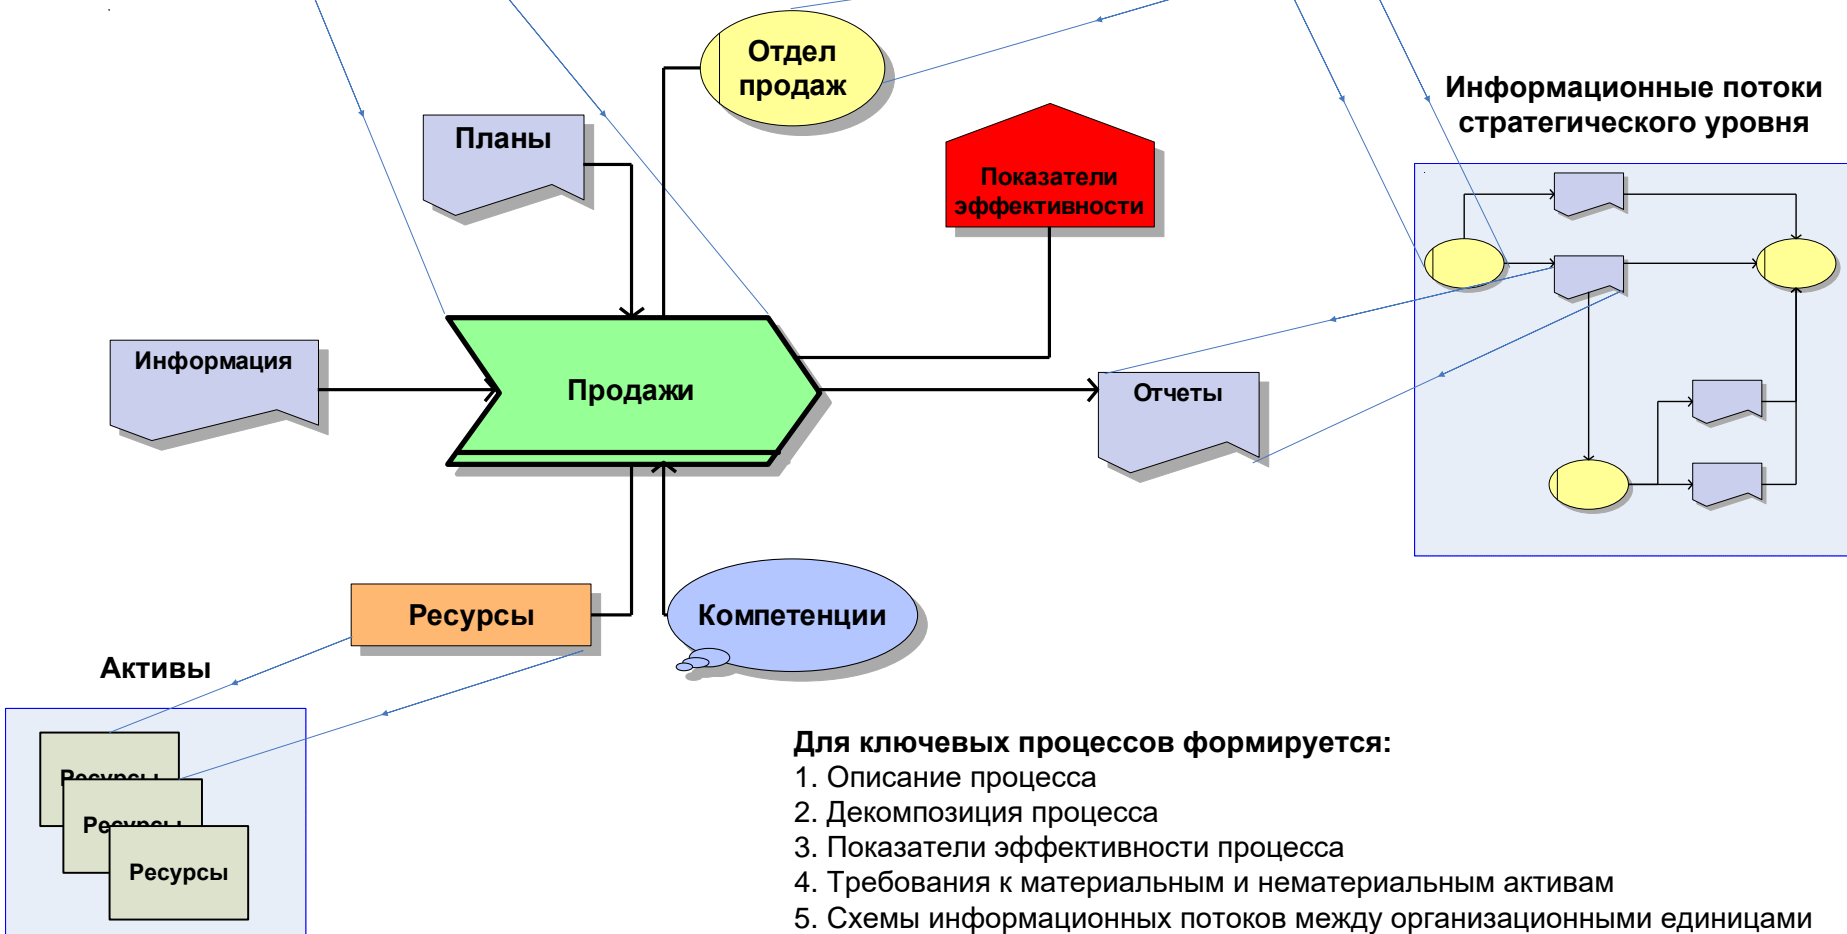 Отдел
продаж
Информационные потоки
стратегического уровня
Планы
Показатели
эффективности
Информация
Продажи
Отчеты
Ресурсы
Компетенции
Активы
Ресурсы
Ресурсы
Ресурсы
Для ключевых процессов формируется:
1. Описание процесса
2. Декомпозиция процесса
3. Показатели эффективности процесса
4. Требования к материальным и нематериальным активам
5. Схемы информационных потоков между организационными единицами